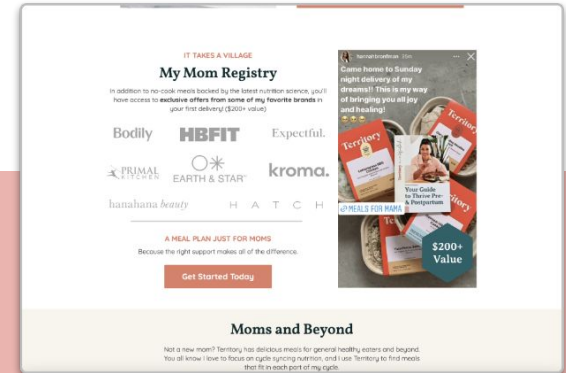 IT TAKES A VILLAGE
My Mom Registry
In addition to no-cook meals backed by the latest nutrition science, you'll
have access to exclusive offers from some of my favorite brands in
your first delivery! ($200+ value)
Bodily HBFIT Expectful.
PRIMAL KITCHEN EARTH & STAR kroma.
hanahana beauty HATCH
A MEAL PLAN JUST FOR MOMS
Because the right support makes all of the difference.
Get Started Today
Came home to Sunday
night delivery of my
dreams!! This is my way
of bringing you all joy
and healing!
Territory
Territory
Your Guide
to Thrive Pre-
& Postpartum
MEALS FOR MAMA
Territory
$200+
Value
Moms and Beyond
Not a new mom? Territory has delicious meals for general healthy eaters and beyond.
You all know I love to focus on cycle syncing nutrition, and I use Territory to find meals
that fit in each part of my cycle.